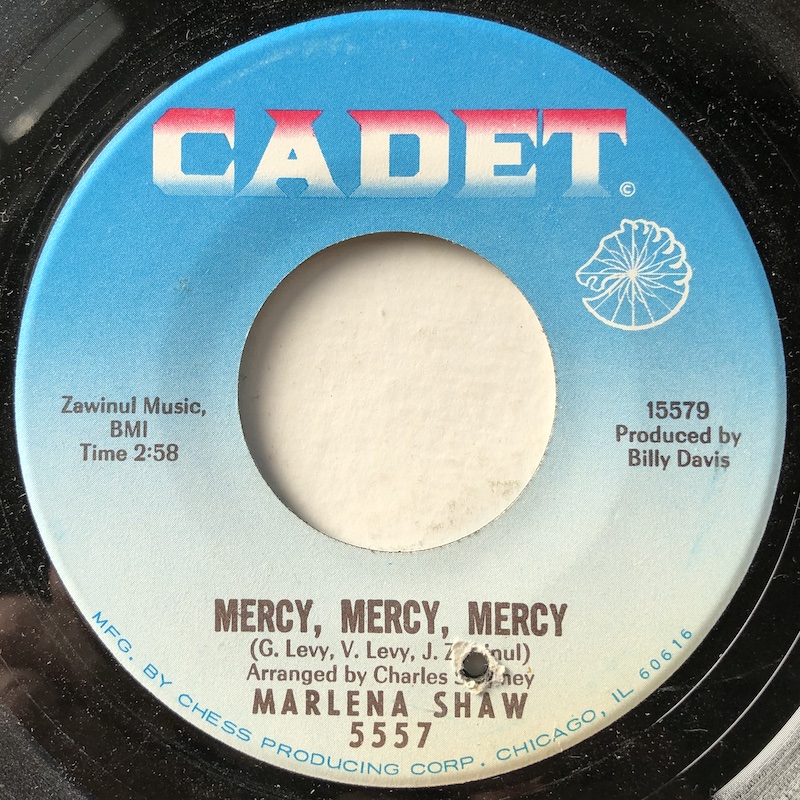 CADET
©
Zawinul Music,
BMI
Time 2:58
15579
Produced by
Billy Davis
MERCY, MERCY, MERCY
(G. Levy, V. Levy, J.
Arranged by Charles
MARLENA SHAW
5557
MFG. BY CHESS PRODUCING CORP. CHICAGO, IL 60616